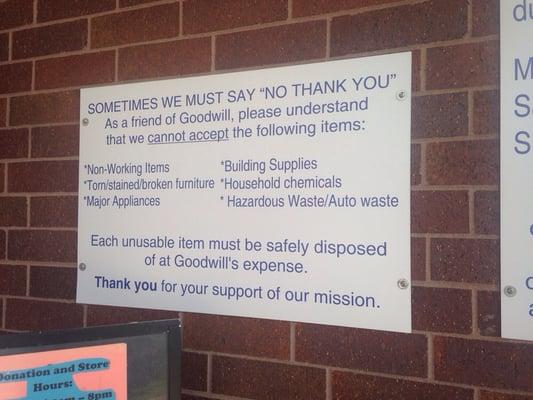 SOMETIMES WE MUST SAY "NO THANK YOU"
As a friend of Goodwill, please understand
that we cannot accept the following items:
*Non-Working Items
*Torn/stained/broken furniture
*Major Appliances
*Building Supplies
*Household chemicals
* Hazardous Waste/Auto waste
Each unusable item must be safely disposed
of at Goodwill's expense.
Thank you for your support of our mission.
Donation and Store
Hours:
– 8pm
du
M
S
S